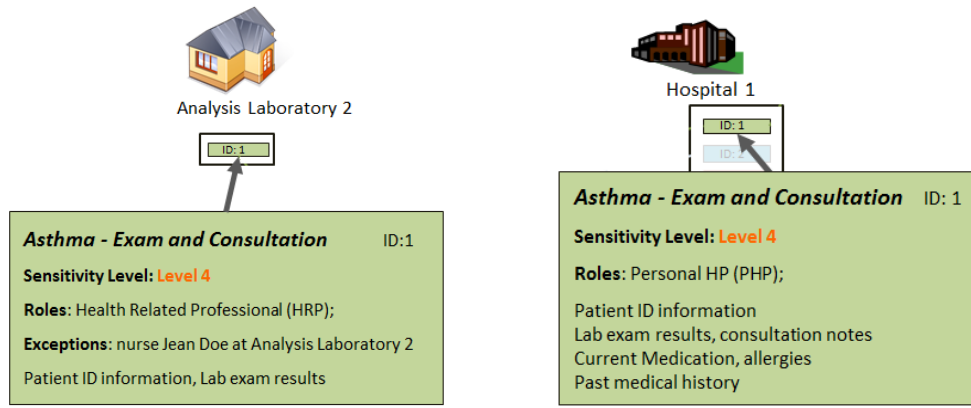 Analysis Laboratory 2
ID: 1
Asthma - Exam and Consultation ID:1
Sensitivity Level: Level 4
Roles: Health Related Professional (HRP);
Exceptions: nurse Jean Doe at Analysis Laboratory 2
Patient ID information, Lab exam results
Hospital 1
ID: 1
ID: 2
Asthma - Exam and Consultation ID: 1
Sensitivity Level: Level 4
Roles: Personal HP (PHP);
Patient ID information
Lab exam results, consultation notes
Current Medication, allergies
Past medical history